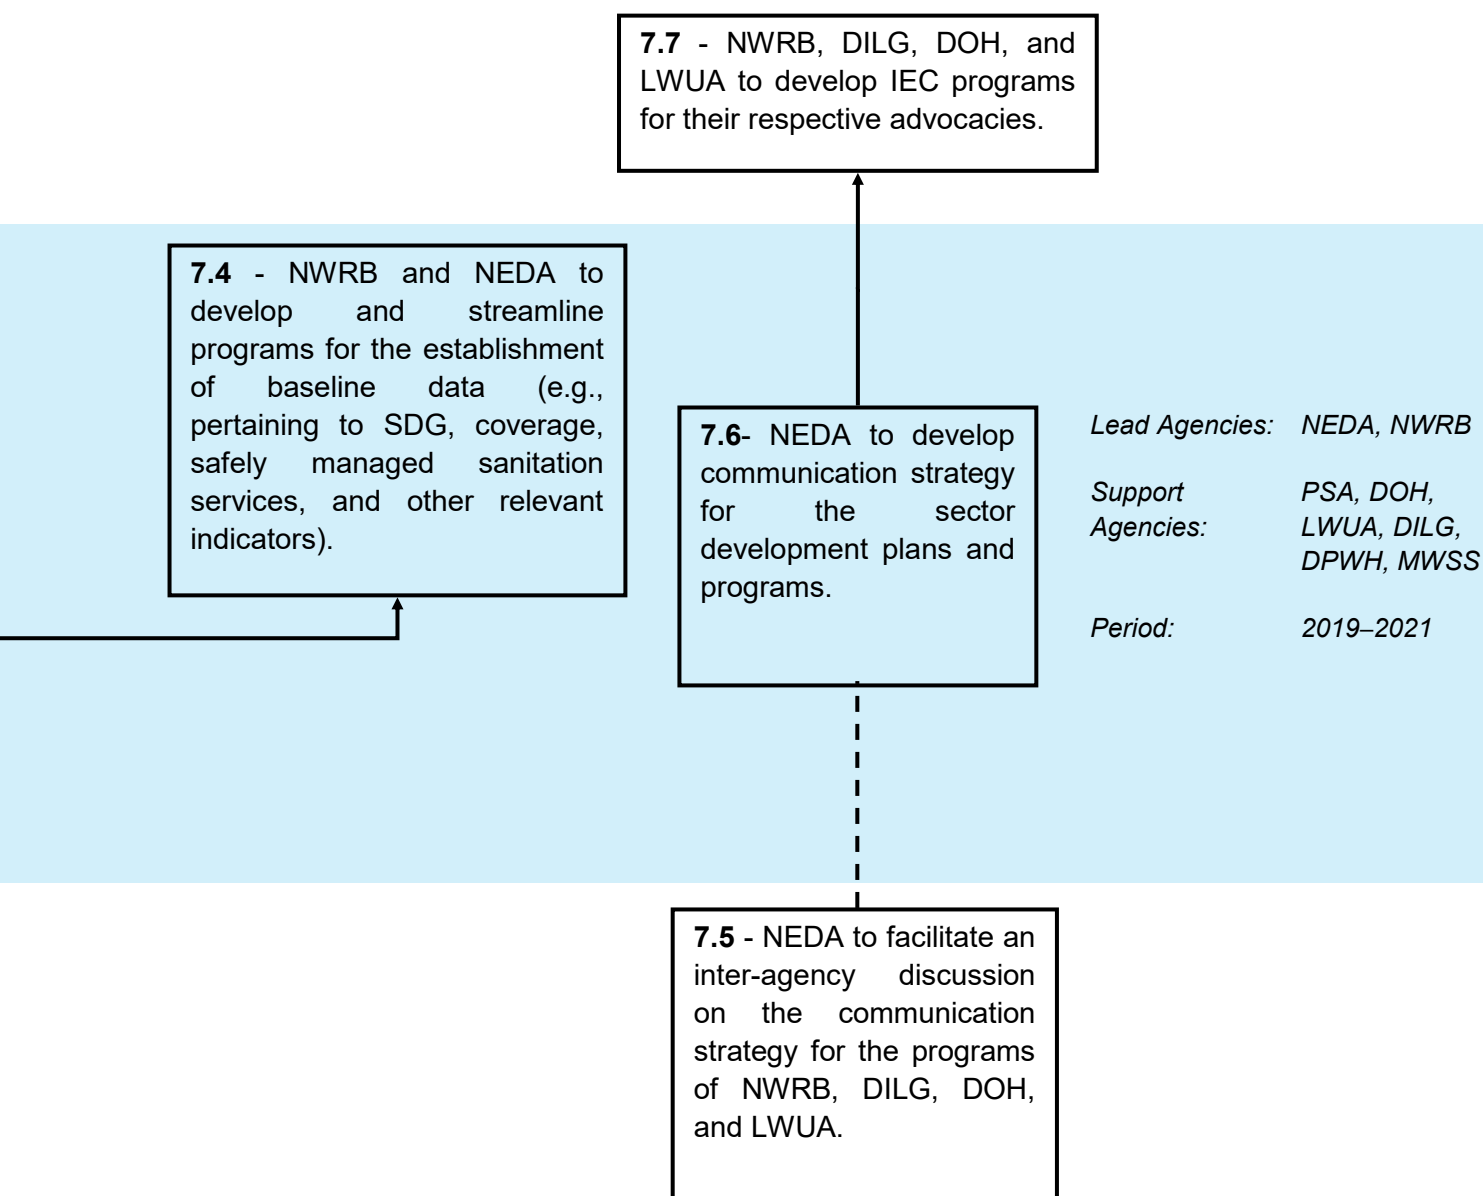 7.7 - NWRB, DILG, DOH, and
LWUA to develop IEC programs
for their respective advocacies.
7.4 - NWRB and NEDA to
develop and streamline
programs for the establishment
of baseline data (e.g.,
pertaining to SDG, coverage,
safely managed sanitation
services, and other relevant
indicators).
7.6- NEDA to develop
communication strategy
for the sector
development plans and
programs.
Lead Agencies: NEDA, NWRB
Support PSA, DOH,
Agencies: LWUA, DILG,
DPWH, MWSS
Period: 2019–2021
7.5 - NEDA to facilitate an
inter-agency discussion
on the communication
strategy for the programs
of NWRB, DILG, DOH,
and LWUA.